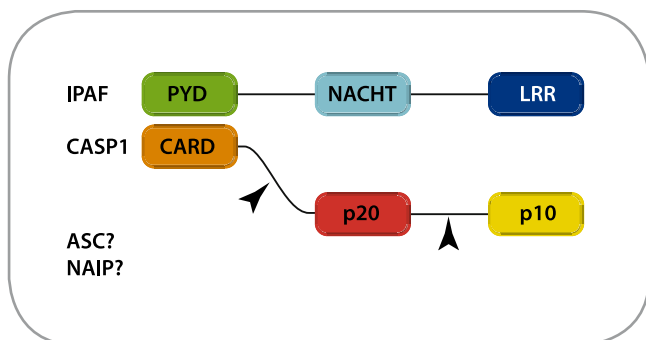 IPAF PYD NACHT LRR
CASP1 CARD
p20 p10
ASC?
NAIP?